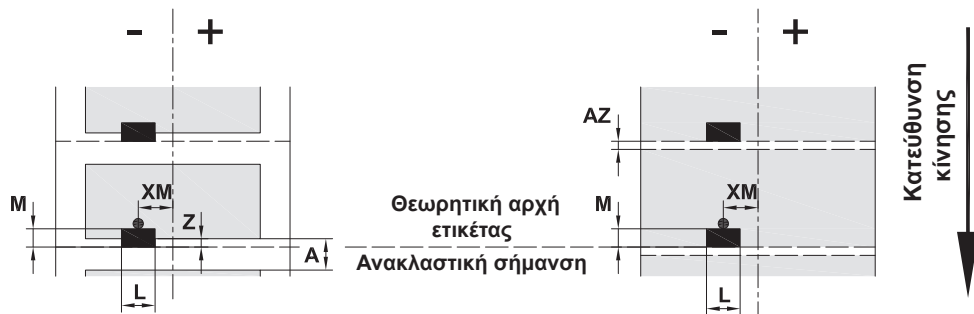 - +
XM
M
Z
A
L
Θεωρητική αρχή
ετικέτας
Ανακλαστική σήμανση
- +
AZ
XM
M
L
Κατεύθυνση
κίνησης